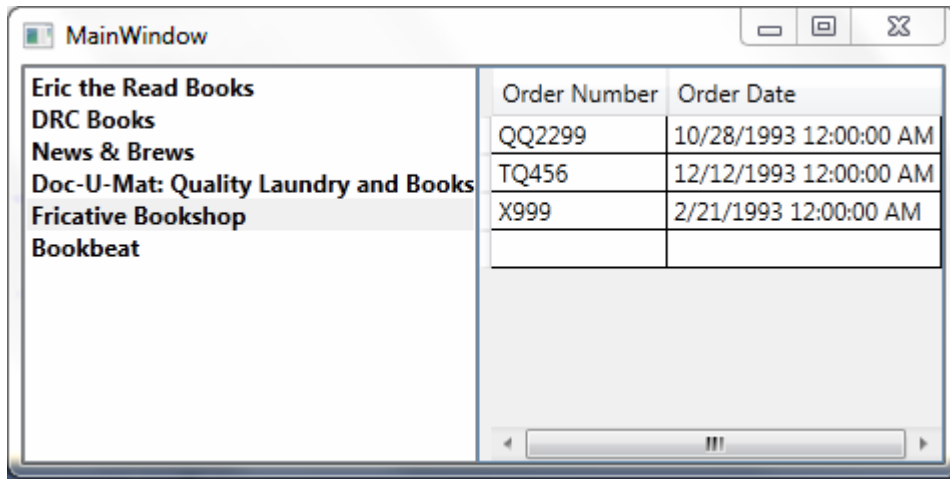 MainWindow
Eric the Read Books
DRC Books
News & Brews
Doc-U-Mat: Quality Laundry and Books
Fricative Bookshop
Bookbeat
Order Number Order Date
QQ2299 10/28/1993 12:00:00 AM
TQ456 12/12/1993 12:00:00 AM
X999 2/21/1993 12:00:00 AM